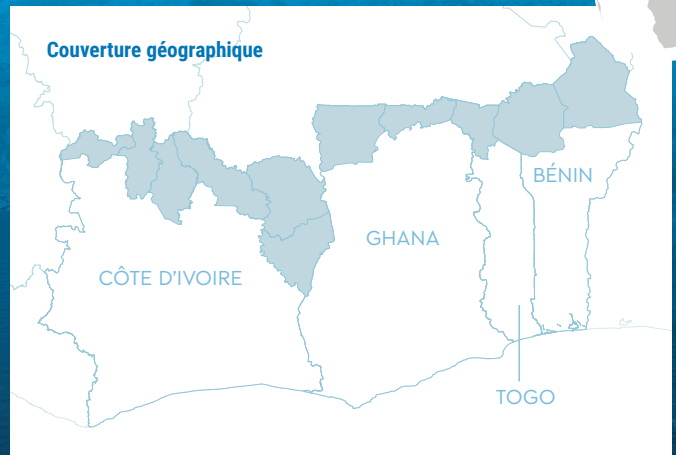 Couverture géographique
BÉNIN
GHANA
CÔTE D'IVOIRE
TOGO